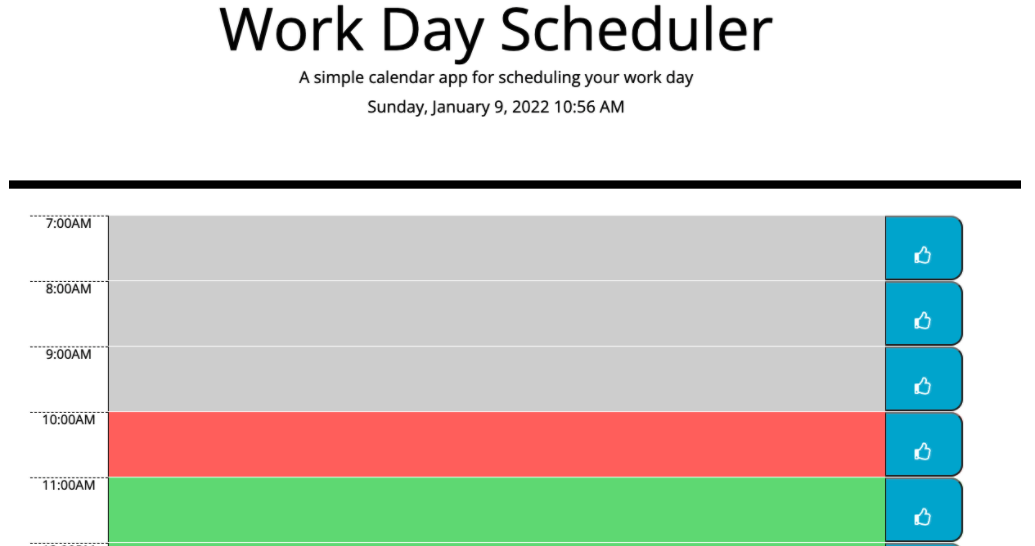 Work Day Scheduler
A simple calendar app for scheduling your work day
Sunday, January 9, 2022 10:56 AM
7:00AM
8:00AM
9:00AM
10:00AM
11:00AM